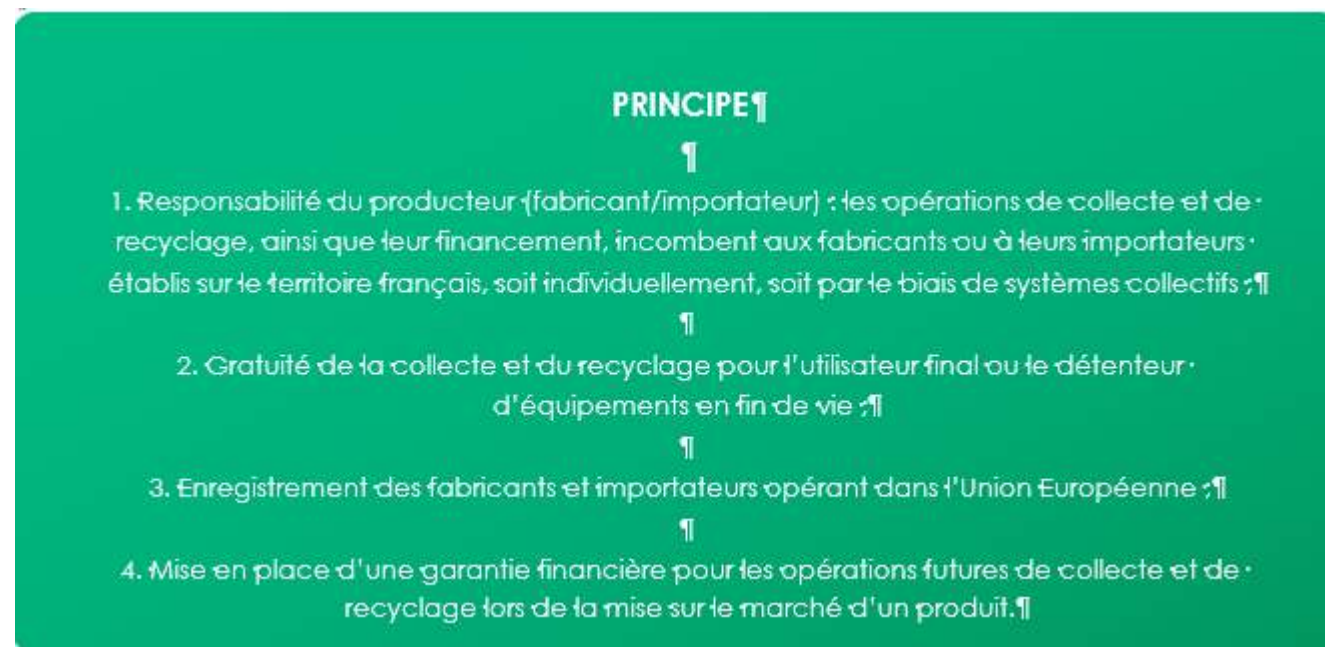 PRINCIPE¶
¶
1. Responsabilité du producteur (fabricant/importateur) : les opérations de collecte et de
recyclage, ainsi que leur financement, incombent aux fabricants ou à leurs importateurs
établis sur le territoire français, soit individuellement, soit par le biais de systèmes collectifs ;¶
¶
2. Gratuité de la collecte et du recyclage pour l'utilisateur final ou le détenteur
d'équipements en fin de vie ;¶
¶
3. Enregistrement des fabricants et importateurs opérant dans l'Union Européenne ;¶
¶
4. Mise en place d'une garantie financière pour les opérations futures de collecte et de
recyclage lors de la mise sur le marché d'un produit.¶